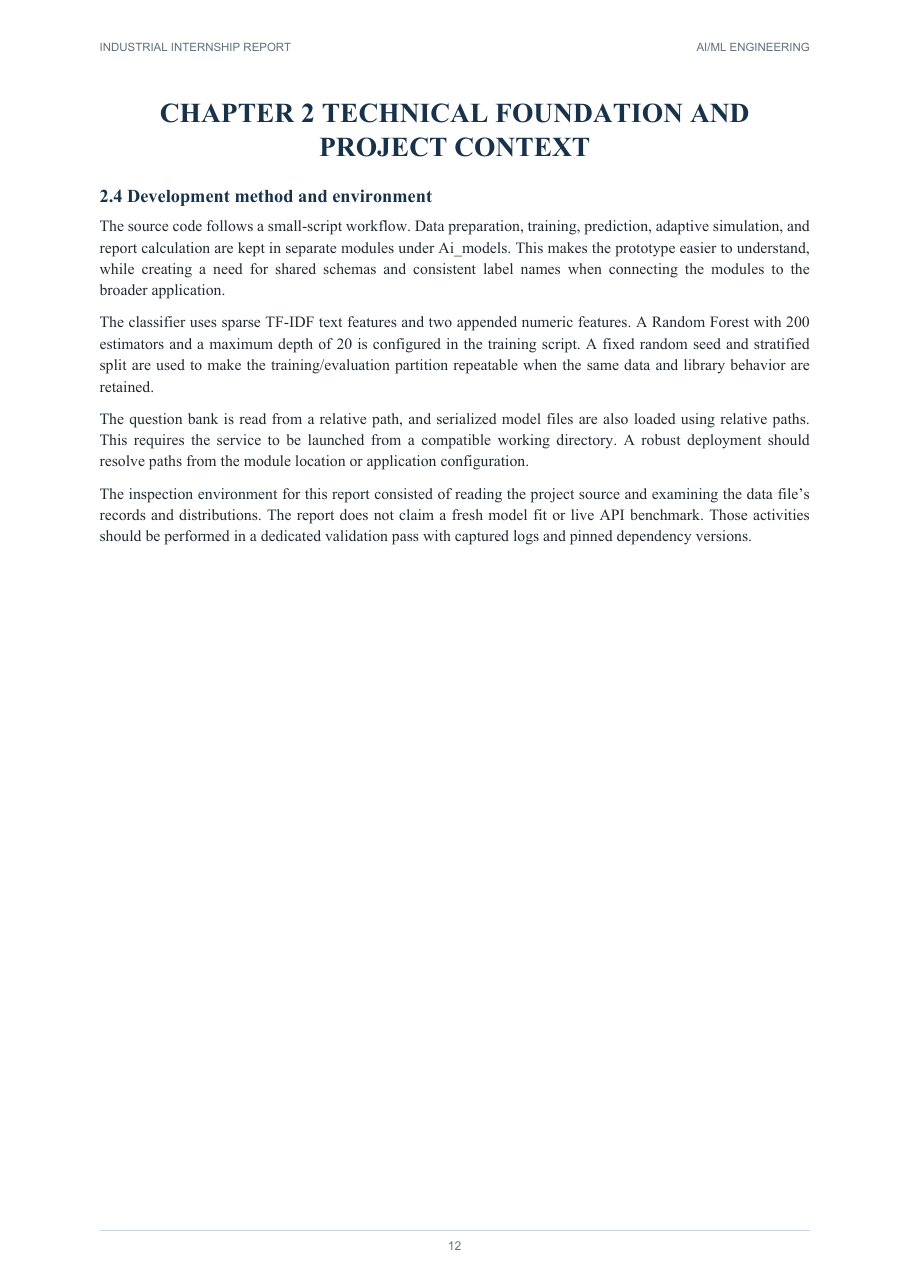 INDUSTRIAL INTERNSHIP REPORT
AI/ML ENGINEERING
CHAPTER 2 TECHNICAL FOUNDATION AND
PROJECT CONTEXT
2.4 Development method and environment
The source code follows a small-script workflow. Data preparation, training, prediction, adaptive simulation, and
report calculation are kept in separate modules under Ai_models. This makes the prototype easier to understand,
while creating a need for shared schemas and consistent label names when connecting the modules to the
broader application.
The classifier uses sparse TF-IDF text features and two appended numeric features. A Random Forest with 200
estimators and a maximum depth of 20 is configured in the training script. A fixed random seed and stratified
split are used to make the training/evaluation partition repeatable when the same data and library behavior are
retained.
The question bank is read from a relative path, and serialized model files are also loaded using relative paths.
This requires the service to be launched from a compatible working directory. A robust deployment should
resolve paths from the module location or application configuration.
The inspection environment for this report consisted of reading the project source and examining the data file’s
records and distributions. The report does not claim a fresh model fit or live API benchmark. Those activities
should be performed in a dedicated validation pass with captured logs and pinned dependency versions.
12